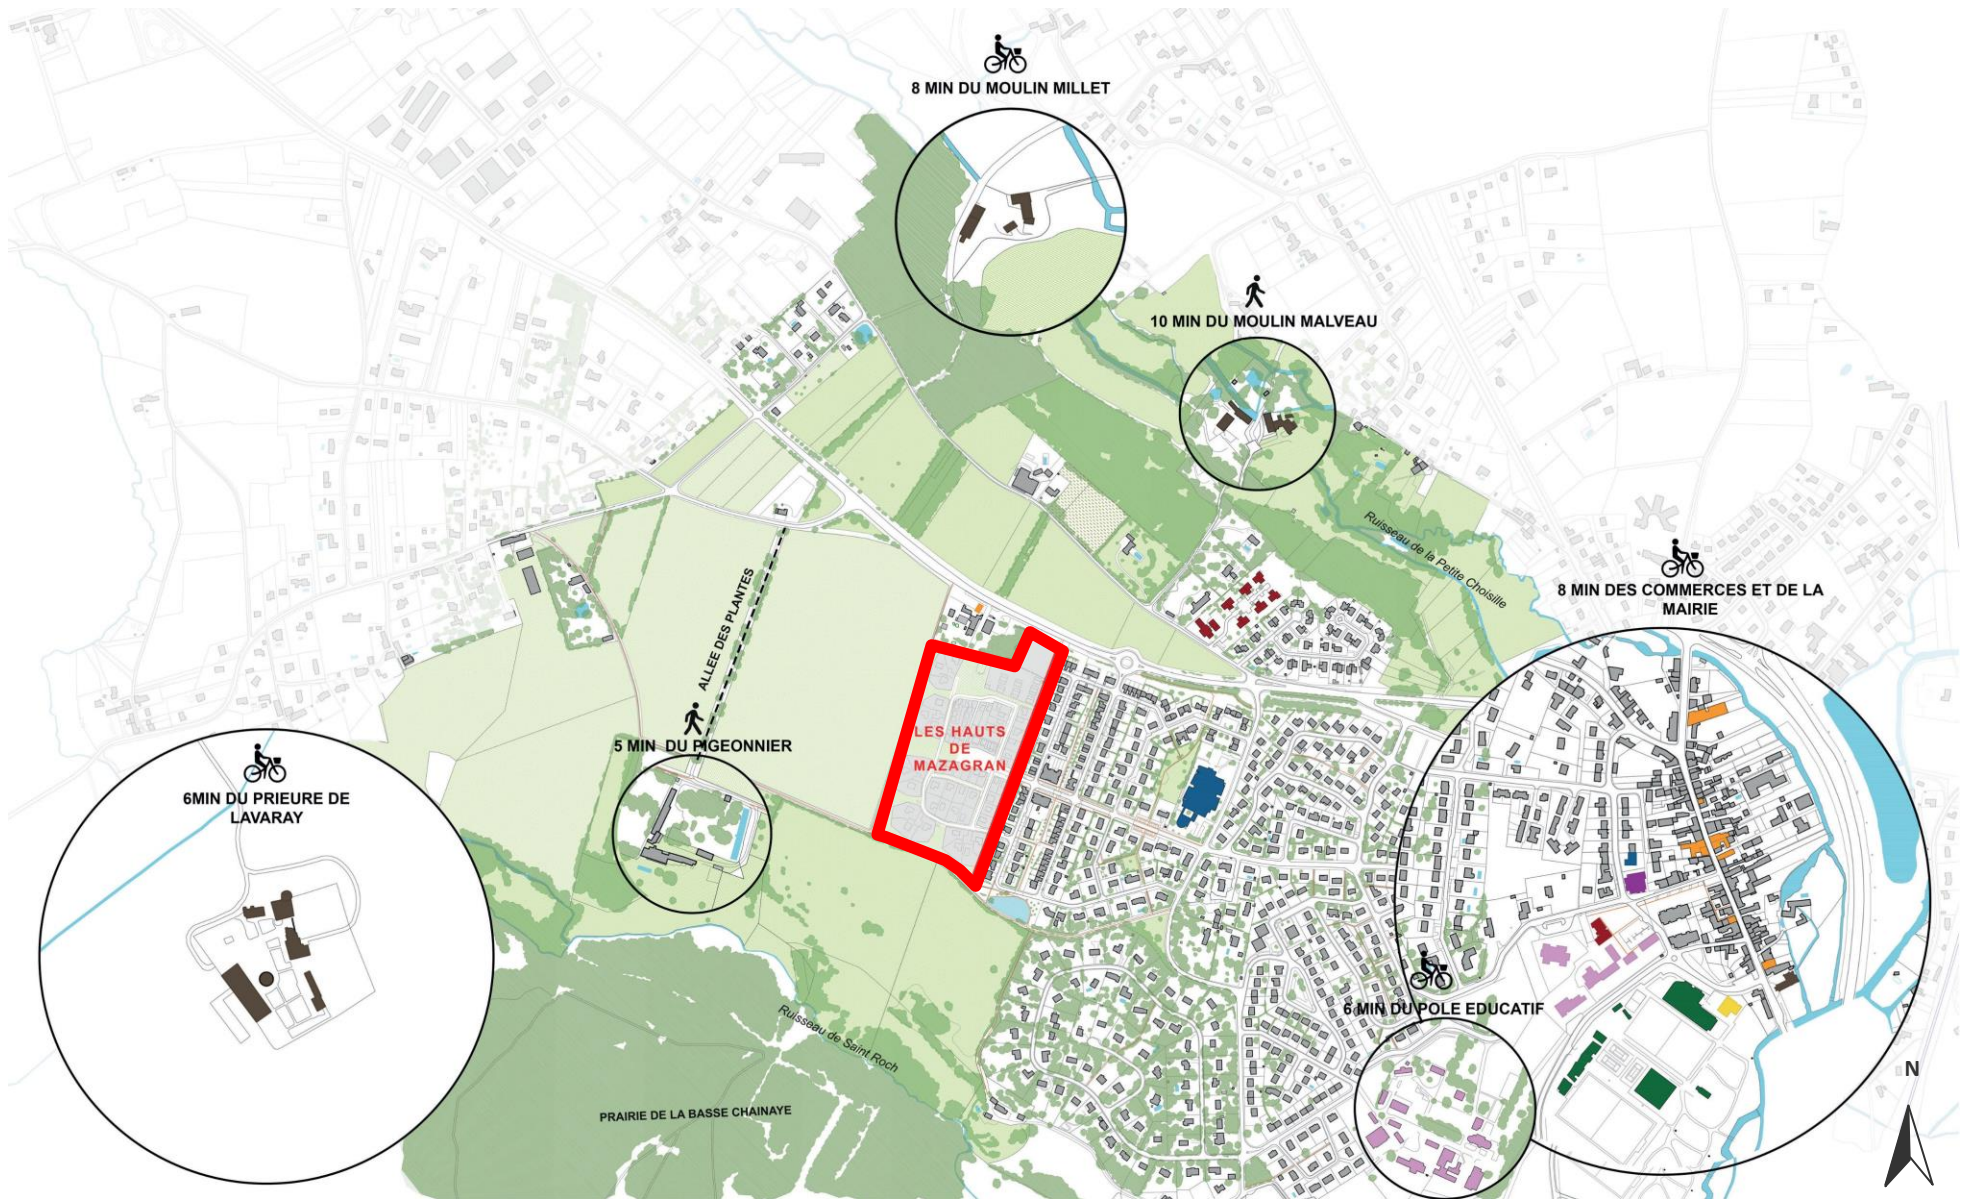 8 MIN DU MOULIN MILLET
10 MIN DU MOULIN MALVEAU
Ruisseau de la Petite Choisille
8 MIN DES COMMERCES ET DE LA
MAIRIE
ALLEE DES PLANTES
5 MIN DU PIGEONNIER
LES HAUTS
DE
MAZAGRAN
6MIN DU PRIEURE DE
LAVARAY
6 MIN DU POLE EDUCATIF
Ruisseau de Saint Roch
PRAIRIE DE LA BASSE CHAINAYE
N